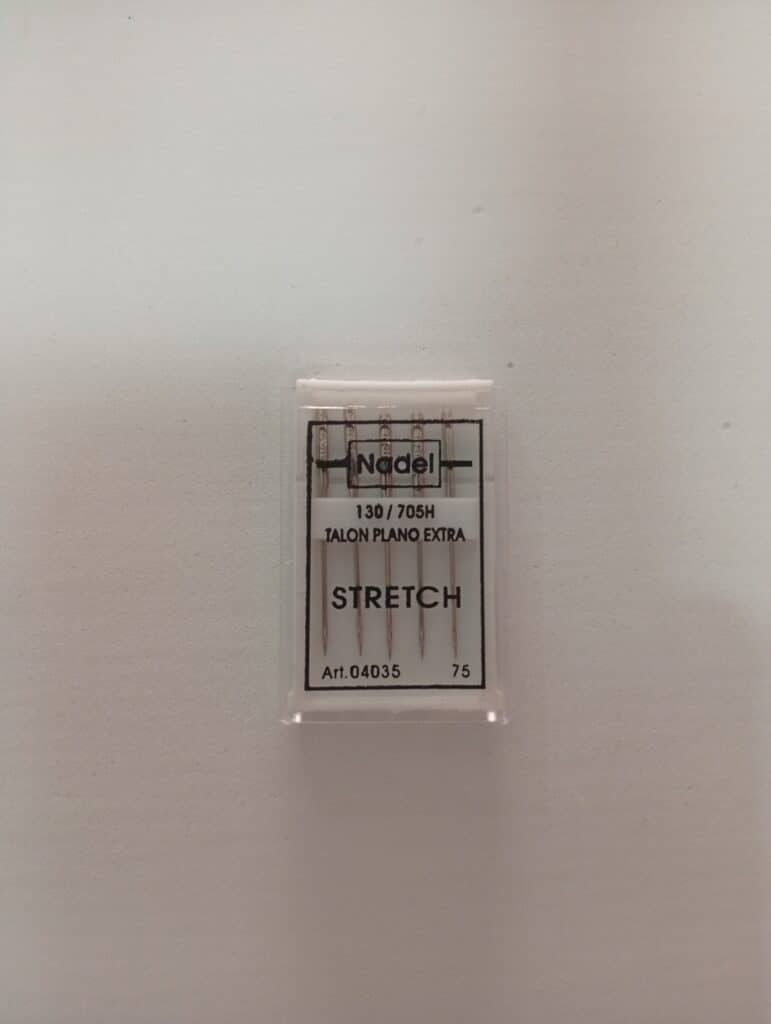 Nadel
130 / 705H
TALON PLANO EXTRA
STRETCH
Art.04035 75